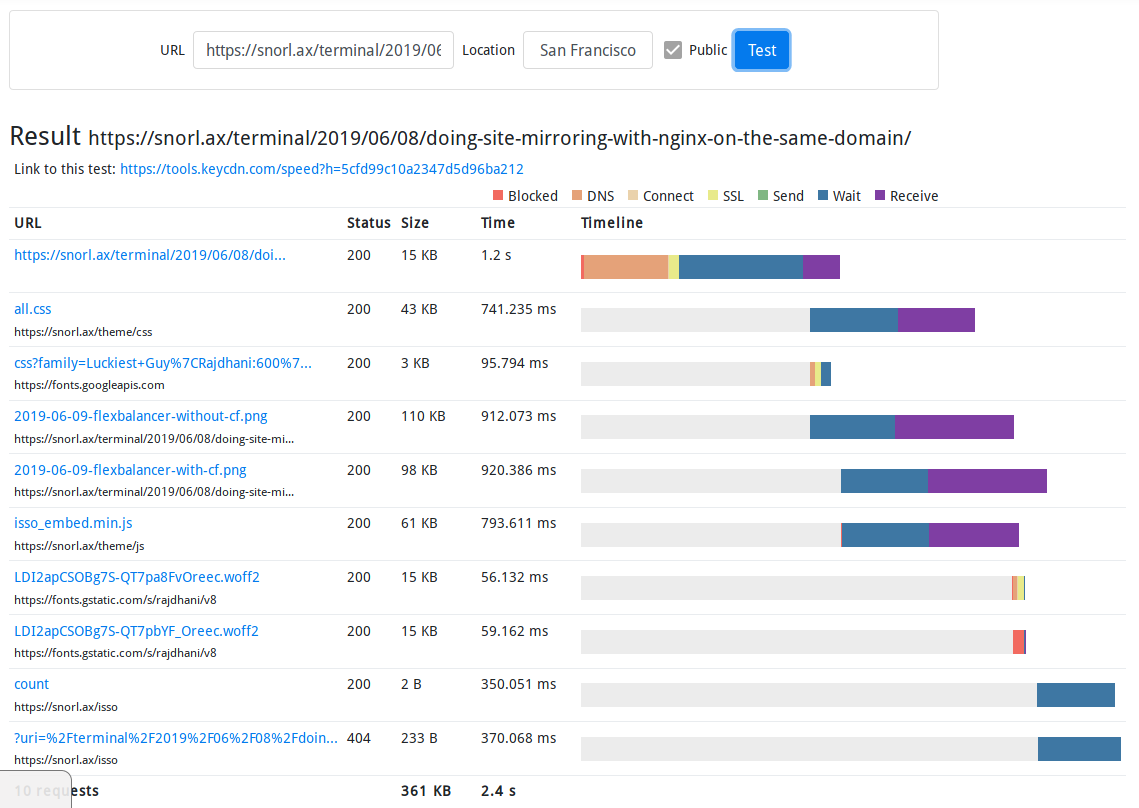 URL https://snorl.ax/terminal/2019/06 Location San Francisco Public Test
Result https://snorl.ax/terminal/2019/06/08/doing-site-mirroring-with-nginx-on-the-same-domain/
Link to this test: https://tools.keycdn.com/speed?h=5cfd99c10a2347d5d96ba212
Blocked DNS Connect SSL Send Wait Receive
URL Status Size Time Timeline
https://snorl.ax/terminal/2019/06/08/doi... 200 15 KB 1.2 s
all.css 200 43 KB 741.235 ms
https://snorl.ax/theme/css
css?family=Luckiest+Guy%7CRajdhani:600%7... 200 3 KB 95.794 ms
https://fonts.googleapis.com
2019-06-09-flexbalancer-without-cf.png 200 110 KB 912.073 ms
https://snorl.ax/terminal/2019/06/08/doing-site-mi...
2019-06-09-flexbalancer-with-cf.png 200 98 KB 920.386 ms
https://snorl.ax/terminal/2019/06/08/doing-site-mi...
isso_embed.min.js 200 61 KB 793.611 ms
https://snorl.ax/theme/js
LDI2apCSOBg7S-QT7pa8FvOreec.woff2 200 15 KB 56.132 ms
https://fonts.gstatic.com/s/rajdhani/v8
LDI2apCSOBg7S-QT7pbYF_Oreec.woff2 200 15 KB 59.162 ms
https://fonts.gstatic.com/s/rajdhani/v8
count 200 2 B 350.051 ms
https://snorl.ax/isso
?uri=%2Fterminal%2F2019%2F06%2F08%2Fdoin... 404 233 B 370.068 ms
https://snorl.ax/isso
10 requests 361 KB 2.4 s